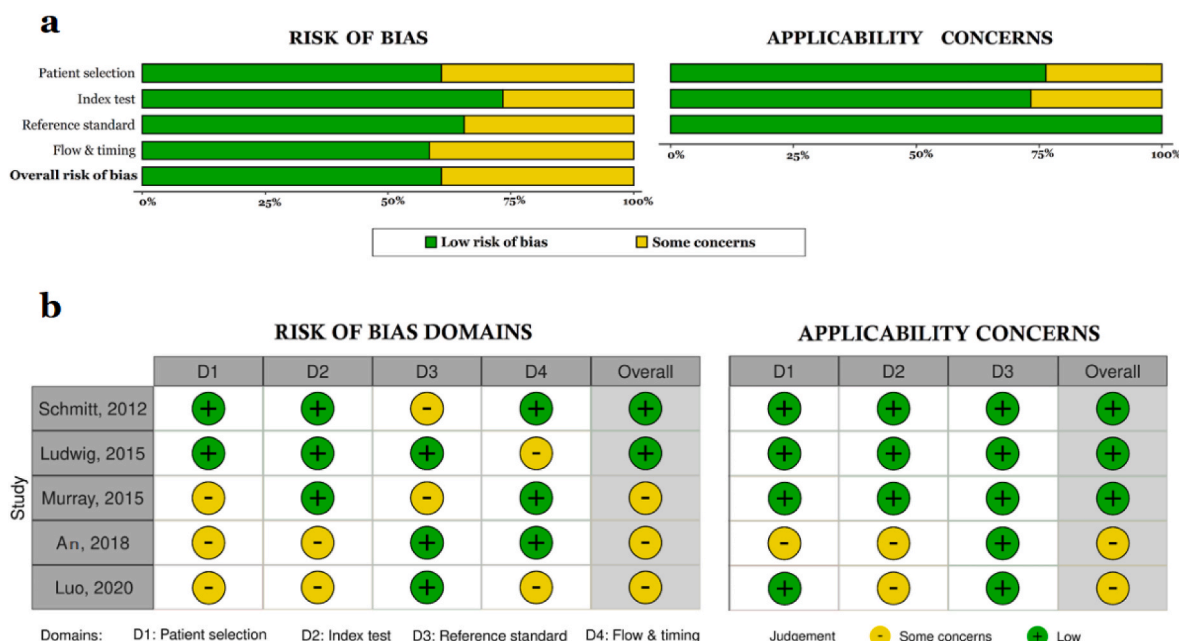 a
RISK OF BIAS
APPLICABILITY CONCERNS
Patient selection
Index test
Reference standard
Flow & timing
Overall risk of bias
0% 25% 50% 75% 100%
0% 25% 50% 75% 100%
Low risk of bias Some concerns
b
RISK OF BIAS DOMAINS
APPLICABILITY CONCERNS
D1 D2 D3 D4 Overall
D1 D2 D3 Overall
Study
Schmitt, 2012 + + - + + + + + +
Ludwig, 2015 + + + - + + + + +
Murray, 2015 - + - + - + + + +
An, 2018 - - + + - - - + -
Luo, 2020 - - + - - + - + -
Domains: D1: Patient selection D2: Index test D3: Reference standard D4: Flow & timing Judgement - Some concerns + Low